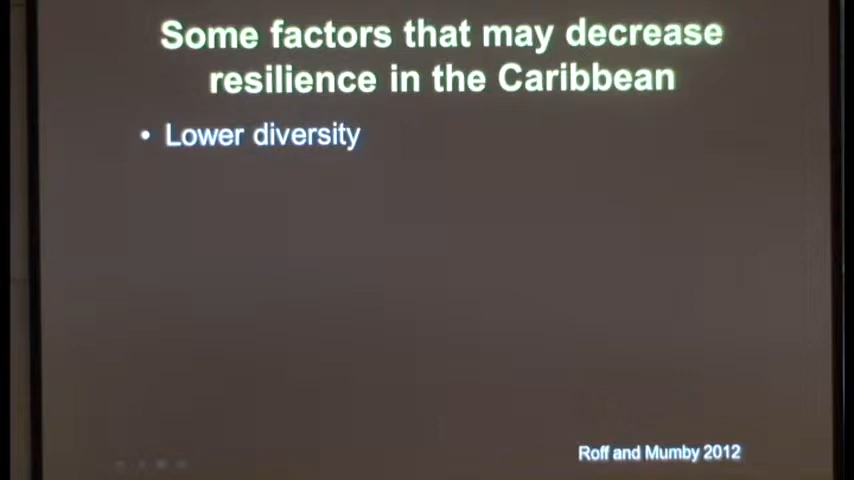 Some factors that may decrease
resilience in the Caribbean
• Lower diversity
Roff and Mumby 2012